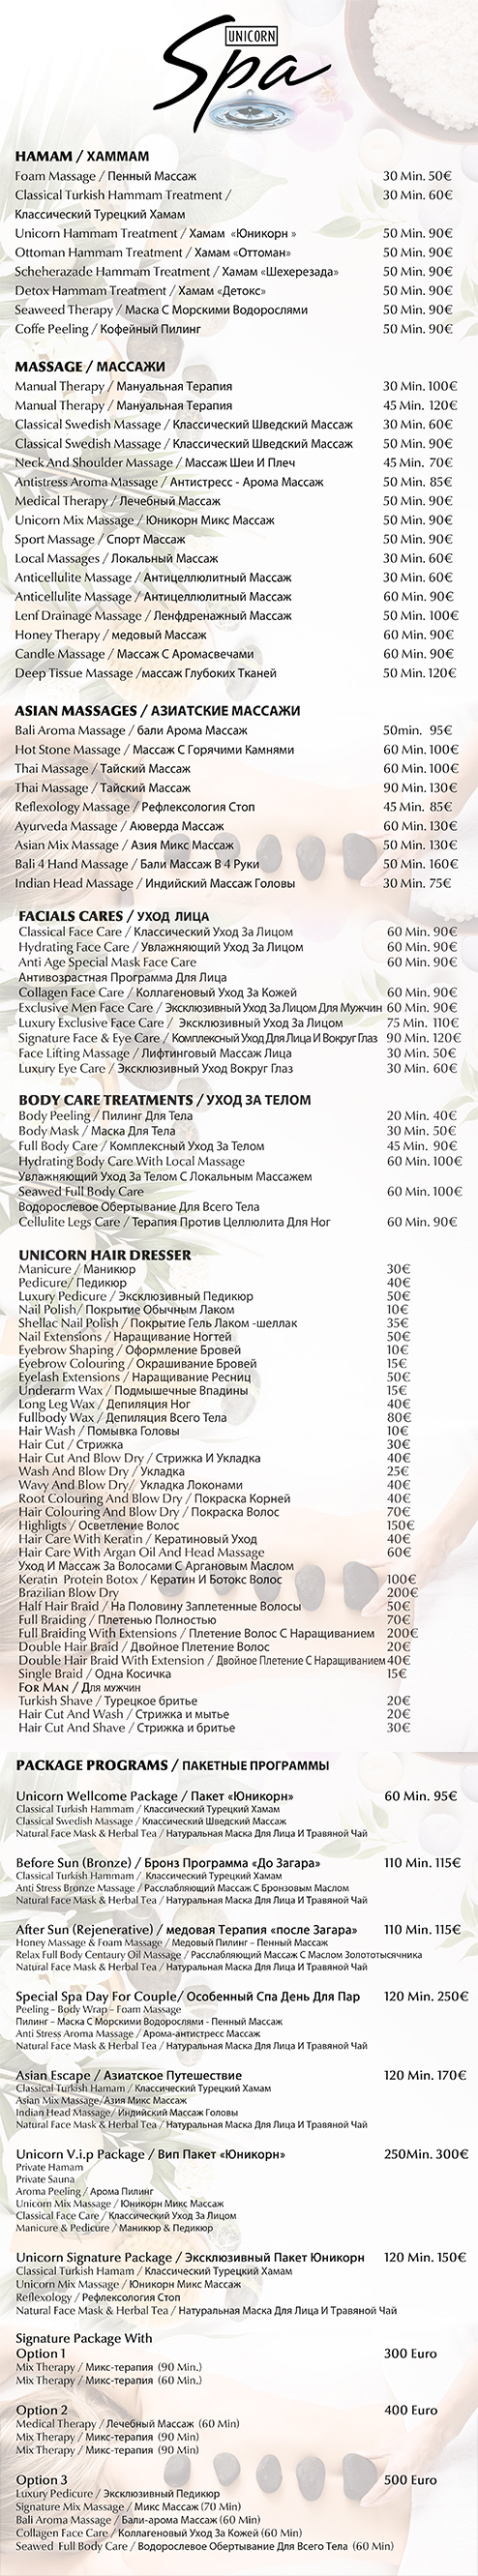 UNICORN
Spa
HAMAM / ХАММАМ
Foam Massage / Пенный Массаж 30 Min. 50€
Classical Turkish Hammam Treatment / 30 Min. 60€
Классический Турецкий Хамам
Unicorn Hammam Treatment / Хамам «Юникорн » 50 Min. 90€
Ottoman Hammam Treatment / Хамам «Оттоман» 50 Min. 90€
Scheherazade Hammam Treatment / Хамам «Шехерезада» 50 Min. 90€
Detox Hammam Treatment / Хамам «Детокс» 50 Min. 90€
Seaweed Therapy / Маска С Морскими Водорослями 50 Min. 90€
Coffe Peeling / Кофейный Пилинг 50 Min. 90€
MASSAGE / МАССАЖИ
Manual Therapy / Мануальная Терапия 30 Min. 100€
Manual Therapy / Мануальная Терапия 45 Min. 120€
Classical Swedish Massage / Классический Шведский Массаж 30 Min. 60€
Classical Swedish Massage / Классический Шведский Массаж 50 Min. 90€
Neck And Shoulder Massage / Массаж Шеи И Плеч 45 Min. 70€
Antistress Aroma Massage / Антистресс - Арома Массаж 50 Min. 85€
Medical Therapy / Лечебный Массаж 50 Min. 90€
Unicorn Mix Massage / Юникорн Микс Массаж 50 Min. 90€
Sport Massage / Спорт Массаж 50 Min. 90€
Local Massages / Локальный Массаж 30 Min. 60€
Anticellulite Massage / Антицеллюлитный Массаж 30 Min. 60€
Anticellulite Massage / Антицеллюлитный Массаж 60 Min. 90€
Lenf Drainage Massage / Ленфдренажный Массаж 50 Min. 100€
Honey Therapy / медовый Массаж 60 Min. 90€
Candle Massage / Массаж С Аромасвечами 60 Min. 90€
Deep Tissue Massage /массаж Глубоких Тканей 50 Min. 120€
ASIAN MASSAGES / АЗИАТСКИЕ МАССАЖИ
Bali Aroma Massage / бали Арома Массаж 50min. 95€
Hot Stone Massage / Массаж С Горячими Камнями 60 Min. 100€
Thai Massage / Тайский Массаж 60 Min. 100€
Thai Massage / Тайский Массаж 90 Min. 130€
Reflexology Massage / Рефлексология Стоп 45 Min. 85€
Ayurveda Massage / Аюверда Массаж 60 Min. 130€
Asian Mix Massage / Азия Микс Массаж 50 Min. 130€
Bali 4 Hand Massage / Бали Массаж В 4 Руки 50 Min. 160€
Indian Head Massage / Индийский Массаж Головы 30 Min. 75€
FACIALS CARES / УХОД ЛИЦА
Classical Face Care / Классический Уход За Лицом 60 Min. 90€
Hydrating Face Care / Увлажняющий Уход За Лицом 60 Min. 90€
Anti Age Special Mask Face Care 60 Min. 90€
Антивозрастная Программа Для Лица
Collagen Face Care / Коллагеновый Уход За Кожей 60 Min. 90€
Exclusive Men Face Care / Эксклюзивный Уход За Лицом Для Мужчин 60 Min. 90€
Luxury Exclusive Face Care / Эксклюзивный Уход За Лицом 75 Min. 110€
Signature Face & Eye Care / Комплексный Уход Для Лица И Вокруг Глаз 90 Min. 120€
Face Lifting Massage / Лифтинговый Массаж Лица 30 Min. 50€
Luxury Eye Care / Эксклюзивный Уход Вокруг Глаз 30 Min. 60€
BODY CARE TREATMENTS / УХОД ЗА ТЕЛОМ
Body Peeling / Пилинг Для Тела 20 Min. 40€
Body Mask / Маска Для Тела 30 Min. 50€
Full Body Care / Комплексный Уход За Телом 45 Min. 90€
Hydrating Body Care With Local Massage 60 Min. 100€
Увлажняющий Уход За Телом С Локальным Массажем
Seawed Full Body Care 60 Min. 100€
Водорослевое Обертывание Для Всего Тела
Cellulite Legs Care / Терапия Против Целлюлита Для Ног 60 Min. 90€
UNICORN HAIR DRESSER
Manicure / Маникюр 30€
Pedicure/ Педикюр 40€
Luxury Pedicure / Эксклюзивный Педикюр 50€
Nail Polish/ Покрытие Обычным Лаком 10€
Shellac Nail Polish / Покрытие Гель Лаком -шеллак 35€
Nail Extensions / Наращивание Ногтей 50€
Eyebrow Shaping / Оформление Бровей 10€
Eyebrow Colouring / Окрашивание Бровей 15€
Eyelash Extensions / Наращивание Ресниц 50€
Underarm Wax / Подмышечные Впадины 15€
Long Leg Wax / Депиляция Ног 40€
Fullbody Wax / Депиляция Всего Тела 80€
Hair Wash / Помывка Головы 10€
Hair Cut / Стрижка 30€
Hair Cut And Blow Dry / Стрижка И Укладка 40€
Wash And Blow Dry / Укладка 25€
Wavy And Blow Dry / Укладка Локонами 40€
Root Colouring And Blow Dry / Покраска Корней 40€
Hair Colouring And Blow Dry / Покраска Волос 70€
Highligts / Осветление Волос 150€
Hair Care With Keratin / Кератиновый Уход 40€
Hair Care With Argan Oil And Head Massage 60€
Уход И Массаж За Волосами С Аргановым Маслом
Keratin Protein Botox / Кератин И Ботокс Волос 100€
Brazilian Blow Dry 200€
Half Hair Braid / На Половину Заплетенные Волосы 50€
Full Braiding / Плетенью Полностью 70€
Full Braiding With Extensions / Плетение Волос С Наращиванием 200€
Double Hair Braid / Двойное Плетение Волос 20€
Double Hair Braid With Extension / Двойное Плетение С Наращиванием 40€
Single Braid / Одна Косичка 15€
For Man / Для мужчин
Turkish Shave / Турецкое бритье 20€
Hair Cut And Wash / Стрижка и мытье 20€
Hair Cut And Shave / Стрижка и бритье 30€
PACKAGE PROGRAMS / ПАКЕТНЫЕ ПРОГРАММЫ
Unicorn Wellcome Package / Пакет «Юникорн» 60 Min. 95€
Classical Turkish Hammam / Классический Турецкий Хамам
Classical Swedish Massage / Классический Шведский Массаж
Natural Face Mask & Herbal Tea / Натуральная Маска Для Лица И Травяной Чай
Before Sun (Bronze) / Бронз Программа «До Загара» 110 Min. 115€
Classical Turkish Hammam / Классический Турецкий Хамам
Anti Stress Bronze Massage / Расслабляющий Массаж С Бронзовым Маслом
Natural Face Mask & Herbal Tea / Натуральная Маска Для Лица И Травяной Чай
After Sun (Rejenerative) / медовая Терапия «после Загара» 110 Min. 115€
Honey Massage & Foam Massage / Медовый Пилинг – Пенный Массаж
Relax Full Body Centaury Oil Massage / Расслабляющий Массаж С Маслом Золототысячника
Natural Face Mask & Herbal Tea / Натуральная Маска Для Лица И Травяной Чай
Special Spa Day For Couple/ Особенный Спа День Для Пар 120 Min. 250€
Peeling – Body Wrap – Foam Massage
Пилинг – Маска С Морскими Водорослями - Пенный Массаж
Anti Stress Aroma Massage / Арома-антистресс Массаж
Natural Face Mask & Herbal Tea / Натуральная Маска Для Лица И Травяной Чай
Asian Escape / Азиатское Путешествие 120 Min. 170€
Classical Turkish Hamam / Классический Турецкий Хамам
Asian Mix Massage/Азия Микс Массаж
Indian Head Massage/ Индийский Массаж Головы
Natural Face Mask & Herbal Tea / Натуральная Маска Для Лица И Травяной Чай
Unicorn V.i.p Package / Вип Пакет «Юникорн» 250Min. 300€
Private Hamam
Private Sauna
Aroma Peeling / Арома Пилинг
Unicorn Mix Massage / Юникорн Микс Массаж
Classical Face Care / Классический Уход За Лицом
Manicure & Pedicure / Маникюр & Педикюр
Unicorn Signature Package / Эксклюзивный Пакет Юникорн 120 Min. 150€
Classical Turkish Hamam / Классический Турецкий Хамам
Unicorn Mix Massage / Юникорн Микс Массаж
Reflexology / Рефлексология Стоп
Natural Face Mask & Herbal Tea / Натуральная Маска Для Лица И Травяной Чай
Signature Package With
Option 1 300 Euro
Mix Therapy / Микс-терапия (90 Min.)
Mix Therapy / Микс-терапия (60 Min.)
Option 2 400 Euro
Medical Therapy / Лечебный Массаж (60 Min)
Mix Therapy / Микс-терапия (90 Min)
Mix Therapy / Микс-терапия (90 Min)
Option 3 500 Euro
Luxury Pedicure / Эксклюзивный Педикюр
Signature Mix Massage / Микс Массаж (70 Min)
Bali Aroma Massage / Бали-арома Массаж (60 Min)
Collagen Face Care / Коллагеновый Уход За Кожей (60 Min)
Seawed Full Body Care / Водорослевое Обертывание Для Всего Тела (60 Min)